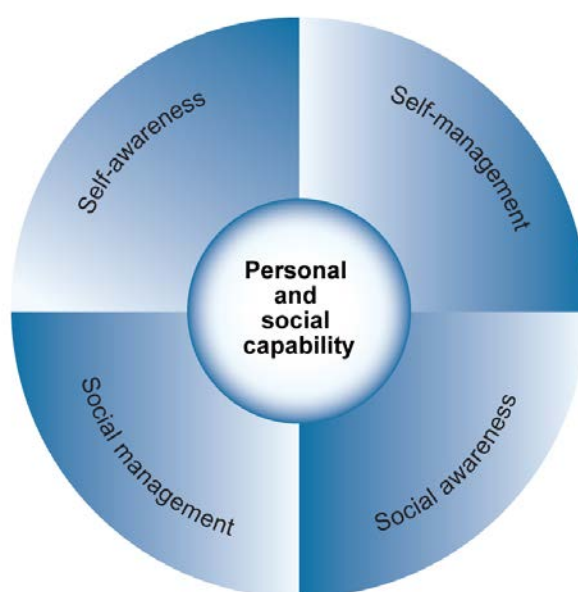 Self-awareness
Self-management
Personal
and
social
capability
Social management
Social awareness